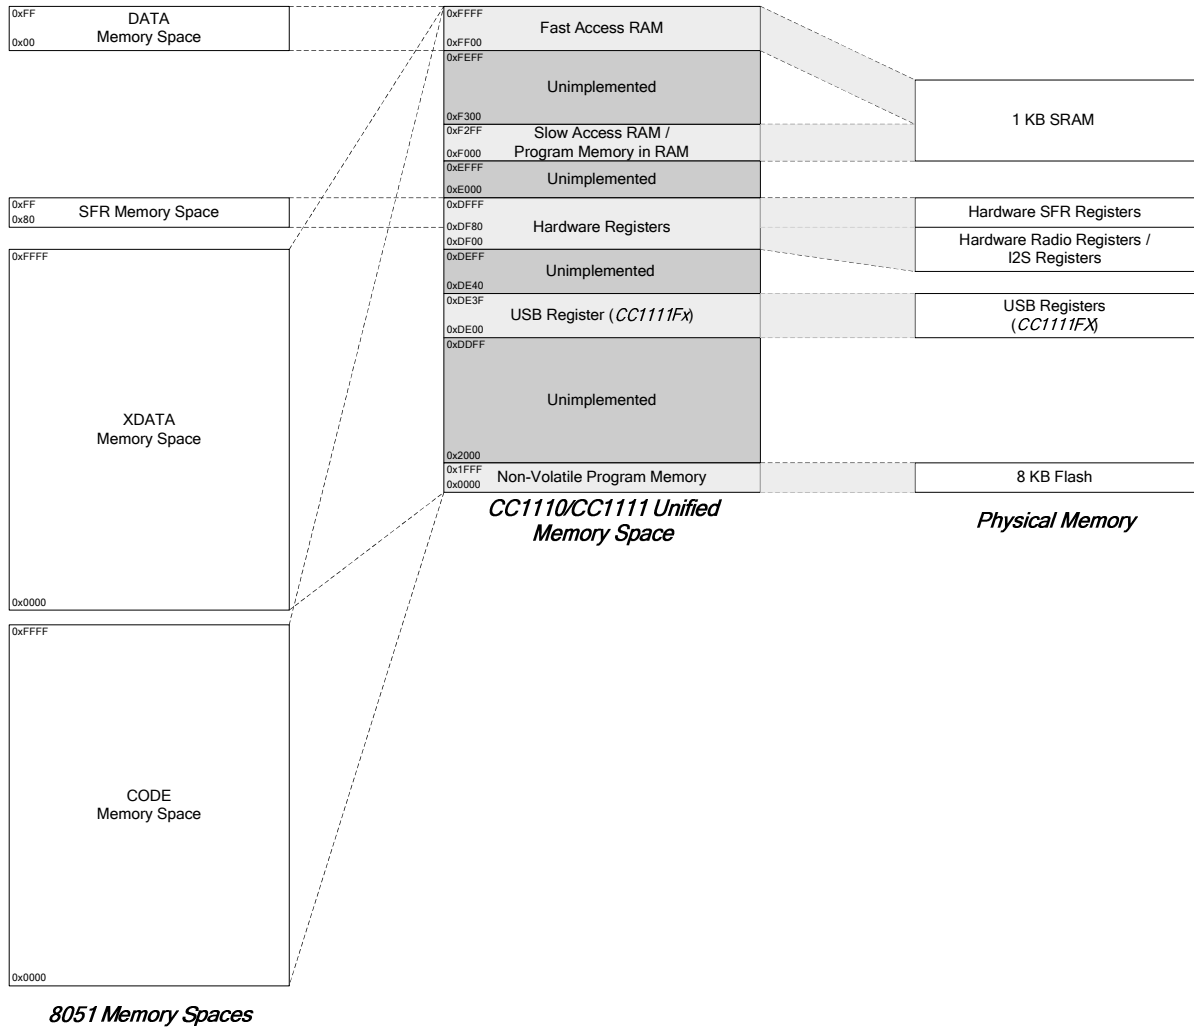 0xFF
DATA
Memory Space
0x00
0xFF
SFR Memory Space
0x80
0xFFFF
XDATA
Memory Space
0x0000
0xFFFF
CODE
Memory Space
0x0000
8051 Memory Spaces
0xFFFF
Fast Access RAM
0xFF00
0xFEFF
Unimplemented
0xF300
0xF2FF
Slow Access RAM /
Program Memory in RAM
0xF000
0xEFFF
Unimplemented
0xE000
0xDFFF
0xDF80
Hardware Registers
0xDF00
0xDEFF
Unimplemented
0xDE40
0xDE3F
USB Register (CC1111Fx)
0xDE00
0xDDFF
Unimplemented
0x2000
0x1FFF
Non-Volatile Program Memory
0x0000
CC1110/CC1111 Unified
Memory Space
1 KB SRAM
Hardware SFR Registers
Hardware Radio Registers /
I2S Registers
USB Registers
(CC1111FX)
8 KB Flash
Physical Memory